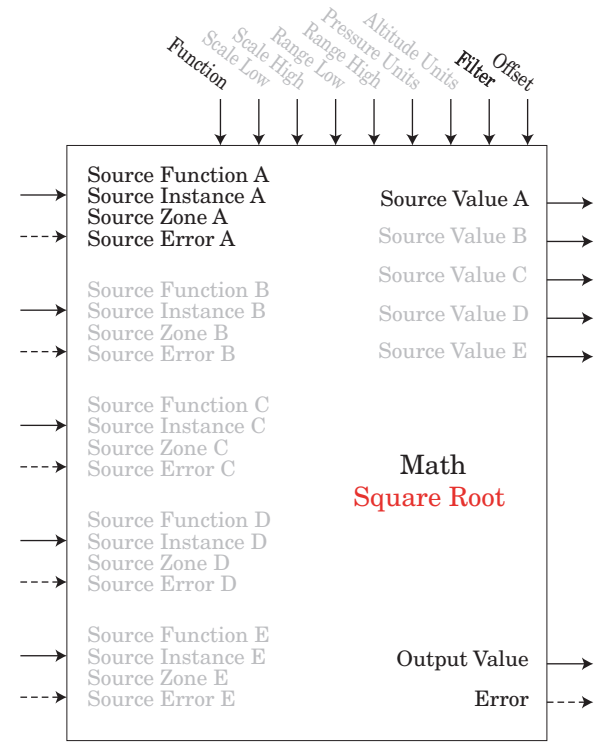 Function
Scale Low
Scale High
Range Low
Range High
Pressure Units
Altitude Units
Filter
Offset
Source Function A
Source Instance A
Source Zone A
Source Error A
Source Value A
Source Value B
Source Value C
Source Value D
Source Value E
Source Function B
Source Instance B
Source Zone B
Source Error B
Source Function C
Source Instance C
Source Zone C
Source Error C
Math
Square Root
Source Function D
Source Instance D
Source Zone D
Source Error D
Source Function E
Source Instance E
Source Zone E
Source Error E
Output Value
Error